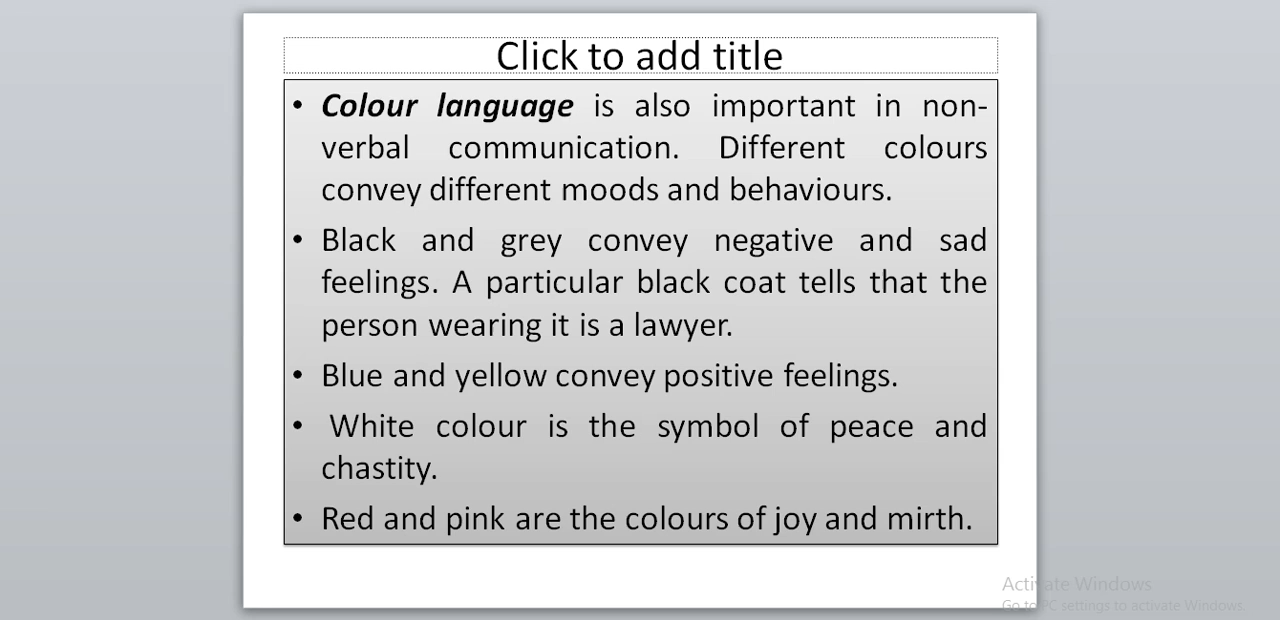 Click to add title
• Colour language is also important in non-
verbal communication. Different colours
convey different moods and behaviours.
• Black and grey convey negative and sad
feelings. A particular black coat tells that the
person wearing it is a lawyer.
• Blue and yellow convey positive feelings.
• White colour is the symbol of peace and
chastity.
• Red and pink are the colours of joy and mirth.
Activate Windows
Go to PC settings to activate Windows.